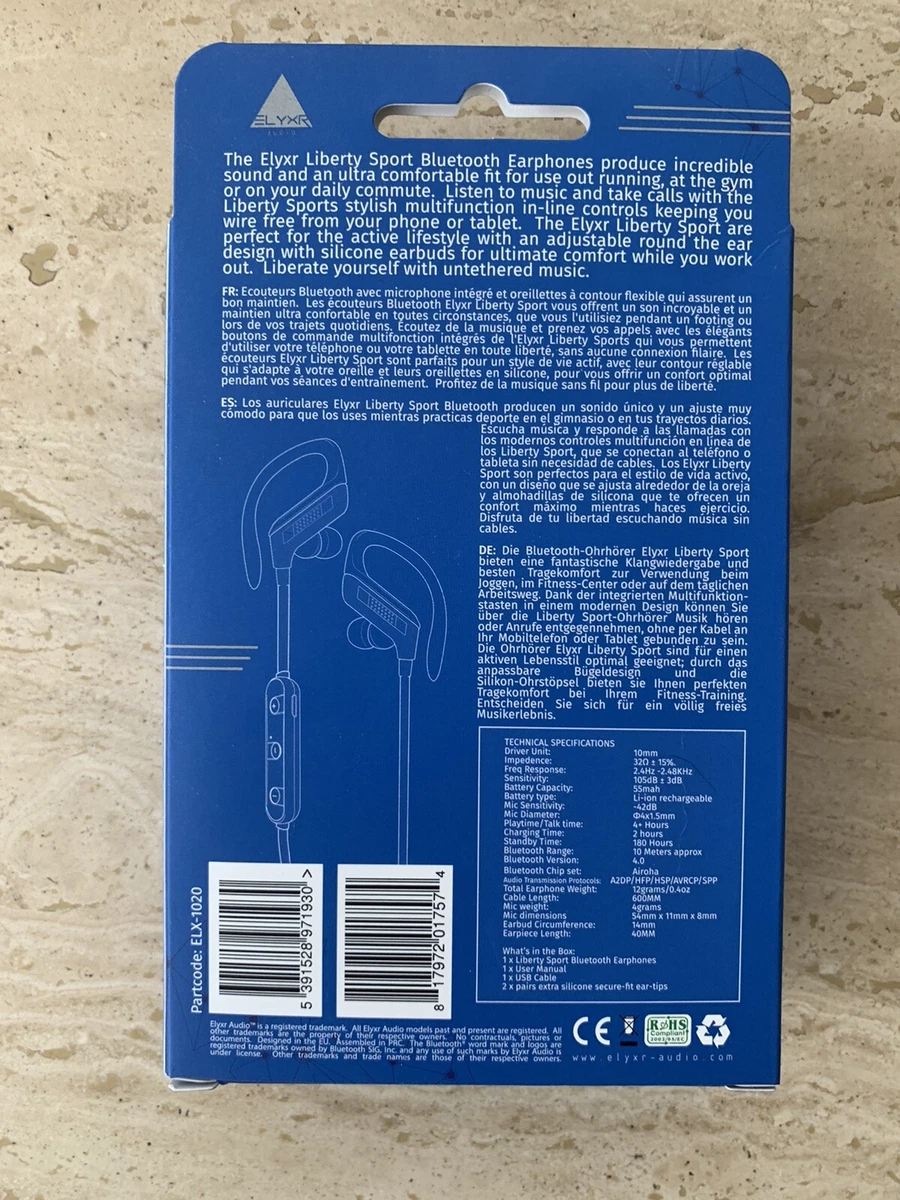 ELYXR
AUDIO
The Elyxr Liberty Sport Bluetooth Earphones produce incredible
sound and an ultra comfortable fit for use out running, at the gym
or on your daily commute. Listen to music and take calls with the
Liberty Sports stylish multifunction in-line controls keeping you
wire free from your phone or tablet. The Elyxr Liberty Sport are
perfect for the active lifestyle with an adjustable round the ear
design with silicone earbuds for ultimate comfort while you work
out. Liberate yourself with untethered music.
FR: Ecouteurs Bluetooth avec microphone intégré et oreillettes à contour flexible qui assurent un
bon maintien. Les écouteurs Bluetooth Elyxr Liberty Sport vous offrent un son incroyable et un
maintien ultra confortable en toutes circonstances, que vous l'utilisiez pendant un footing ou
lors de vos trajets quotidiens. Écoutez de la musique et prenez vos appels avec les élégants
boutons de commande multifonction intégrés de l'Elyxr Liberty Sports qui vous permettent
d'utiliser votre téléphone ou votre tablette en toute liberté, sans aucune connexion filaire. Les
écouteurs Elyxr Liberty Sport sont parfaits pour un style de vie actif, avec leur contour réglable
qui s'adapte à votre oreille et leurs oreillettes en silicone, pour vous offrir un confort optimal
pendant vos séances d'entraînement. Profitez de la musique sans fil pour plus de liberté.
ES: Los auriculares Elyxr Liberty Sport Bluetooth producen un sonido único y un ajuste muy
cómodo para que los uses mientras practicas deporte en el gimnasio o en tus trayectos diarios.
Escucha música y responde a las llamadas con
los modernos controles multifunción en línea de
los Liberty Sport, que se conectan al teléfono o
tableta sin necesidad de cables. Los Elyxr Liberty
Sport son perfectos para el estilo de vida activo,
con un diseño que se ajusta alrededor de la oreja
y almohadillas de silicona que te ofrecen un
confort máximo mientras haces ejercicio.
Disfruta de tu libertad escuchando música sin
cables.
DE: Die Bluetooth-Ohrhörer Elyxr Liberty Sport
bieten eine fantastische Klangwiedergabe und
besten Tragekomfort zur Verwendung beim
Joggen, im Fitness-Center oder auf dem täglichen
Arbeitsweg. Dank der integrierten Multifunktion-
stasten in einem modernen Design können Sie
über die Liberty Sport-Ohrhörer Musik hören
oder Anrufe entgegennehmen, ohne per Kabel an
Ihr Mobiltelefon oder Tablet gebunden zu sein.
Die Ohrhörer Elyxr Liberty Sport sind für einen
aktiven Lebensstil optimal geeignet; durch das
anpassbare Bügeldesign und die
Silikon-Ohrstöpsel bieten sie Ihnen perfekten
Tragekomfort bei Ihrem Fitness-Training.
Entscheiden Sie sich für ein völlig freies
Musikerlebnis.
TECHNICAL SPECIFICATIONS
Driver Unit: 10mm
Impedence: 32Ω ± 15%.
Freq Response: 2.4Hz -2.48KHz
Sensitivity: 105dB ± 3dB
Battery Capacity: 55mah
Battery type: Li-ion rechargeable
Mic Sensitivity: -42dB
Mic Diameter: Φ4x1.5mm
Playtime/Talk time: 4+ Hours
Charging Time: 2 hours
Standby Time: 180 Hours
Bluetooth Range: 10 Meters approx
Bluetooth Version: 4.0
Bluetooth Chip set: Airoha
Audio Transmission Protocols: A2DP/HFP/HSP/AVRCP/SPP
Total Earphone Weight: 12grams/0.4oz
Cable Length: 600MM
Mic weight: 4grams
Mic dimensions 54mm x 11mm x 8mm
Earbud Circumference: 14mm
Earpiece Length: 40MM
What's in the Box:
1 x Liberty Sport Bluetooth Earphones
1 x User Manual
1 x USB Cable
2 x pairs extra silicone secure-fit ear-tips
Partcode: ELX-1020
5 391528 971930 >
8 17972 01757 4
Elyxr Audio™ is a registered trademark. All Elyxr Audio models past and present are registered. All
other trademarks are the property of their respective owners. No contractuals, pictures or
documents. Designed in the EU. Assembled in PRC. The Bluetooth® word mark and logos are
registered trademarks owned by Bluetooth SIG, Inc. and any use of such marks by Elyxr Audio is
under license. Other trademarks and trade names are those of their respective owners.
CE
RoHS
Compliant
2002/95/EC
www.elyxr-audio.com